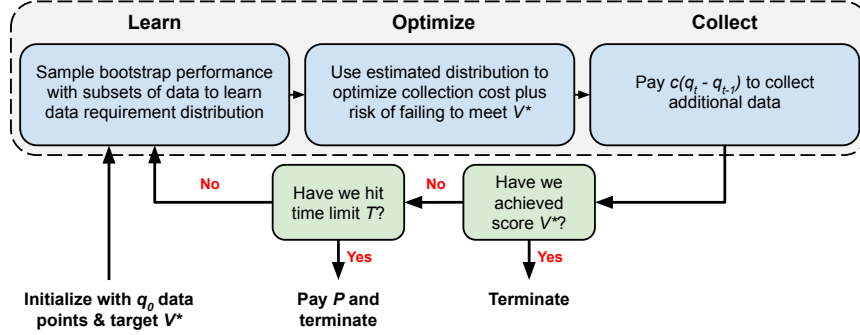 Learn
Optimize
Collect
Sample bootstrap performance
with subsets of data to learn
data requirement distribution
Use estimated distribution to
optimize collection cost plus
risk of failing to meet V*
Pay c(qt - qt-1) to collect
additional data
No
Have we hit
time limit T?
No
Have we
achieved
score V*?
Yes
Yes
Initialize with q0 data
points & target V*
Pay P and
terminate
Terminate